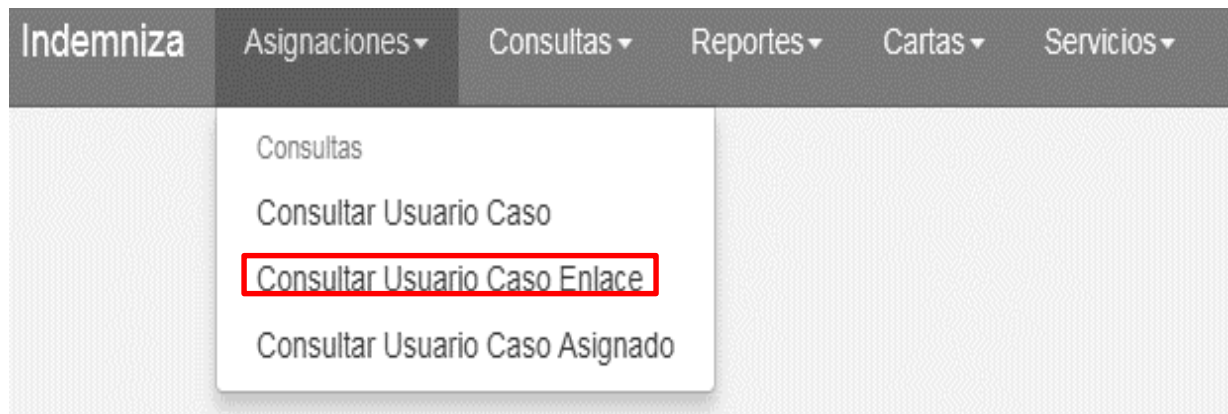 Indemniza Asignaciones Consultas Reportes Cartas Servicios
Consultas
Consultar Usuario Caso
Consultar Usuario Caso Enlace
Consultar Usuario Caso Asignado